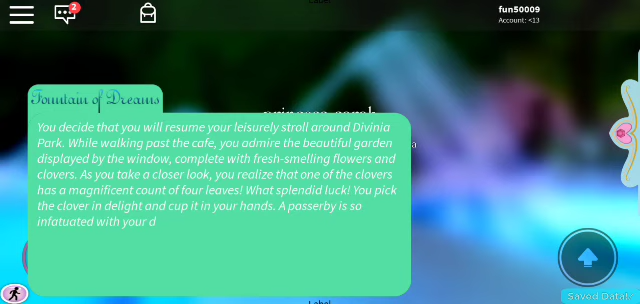 Label
2
fun50009
Account: <13
Fountain of Dreams
You decide that you will resume your leisurely stroll around Divinia
Park. While walking past the cafe, you admire the beautiful garden
displayed by the window, complete with fresh-smelling flowers and
clovers. As you take a closer look, you realize that one of the clovers
has a magnificent count of four leaves! What splendid luck! You pick
the clover in delight and cup it in your hands. A passerby is so
infatuated with your d
Saved Data!
Label